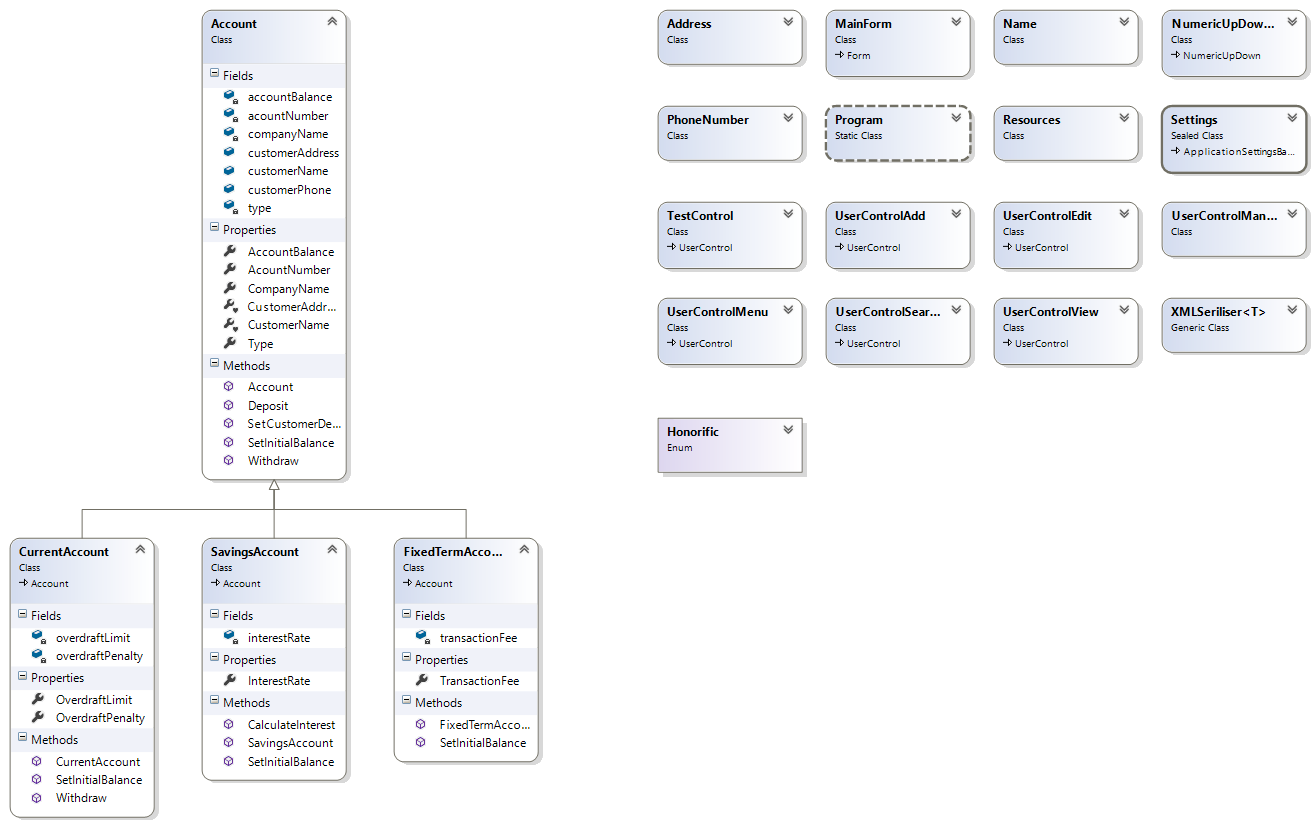 Account
Class
Fields
accountBalance
acountNumber
companyName
customerAddress
customerName
customerPhone
type
Properties
AccountBalance
AcountNumber
CompanyName
CustomerAddr...
CustomerName
Type
Methods
Account
Deposit
SetCustomerDe...
SetInitialBalance
Withdraw
CurrentAccount
Class
Account
Fields
overdraftLimit
overdraftPenalty
Properties
OverdraftLimit
OverdraftPenalty
Methods
CurrentAccount
SetInitialBalance
Withdraw
SavingsAccount
Class
Account
Fields
interestRate
Properties
InterestRate
Methods
CalculateInterest
SavingsAccount
SetInitialBalance
FixedTermAcco...
Class
Account
Fields
transactionFee
Properties
TransactionFee
Methods
FixedTermAcco...
SetInitialBalance
Address
Class
MainForm
Class
Form
Name
Class
NumericUpDow...
Class
NumericUpDown
PhoneNumber
Class
Program
Static Class
Resources
Class
Settings
Sealed Class
ApplicationSettingsBa...
TestControl
Class
UserControl
UserControlAdd
Class
UserControl
UserControlEdit
Class
UserControl
UserControlMan...
Class
UserControlMenu
Class
UserControl
UserControlSear...
Class
UserControl
UserControlView
Class
UserControl
XMLSeriliser<T>
Generic Class
Honorific
Enum